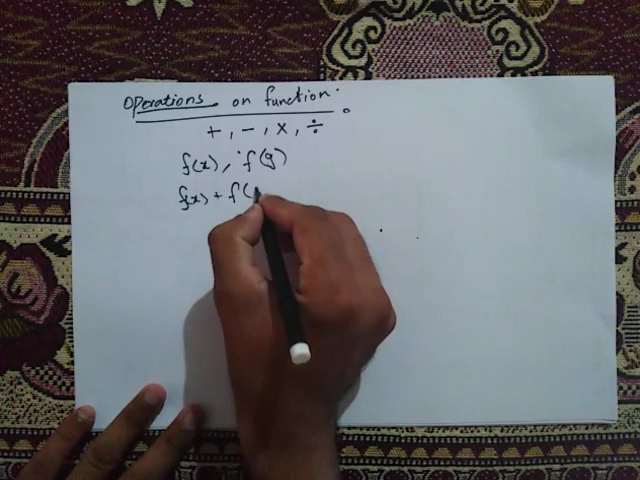 Operations on function.
+, -, x, ÷
f(x), f(g)
f(x) + f(